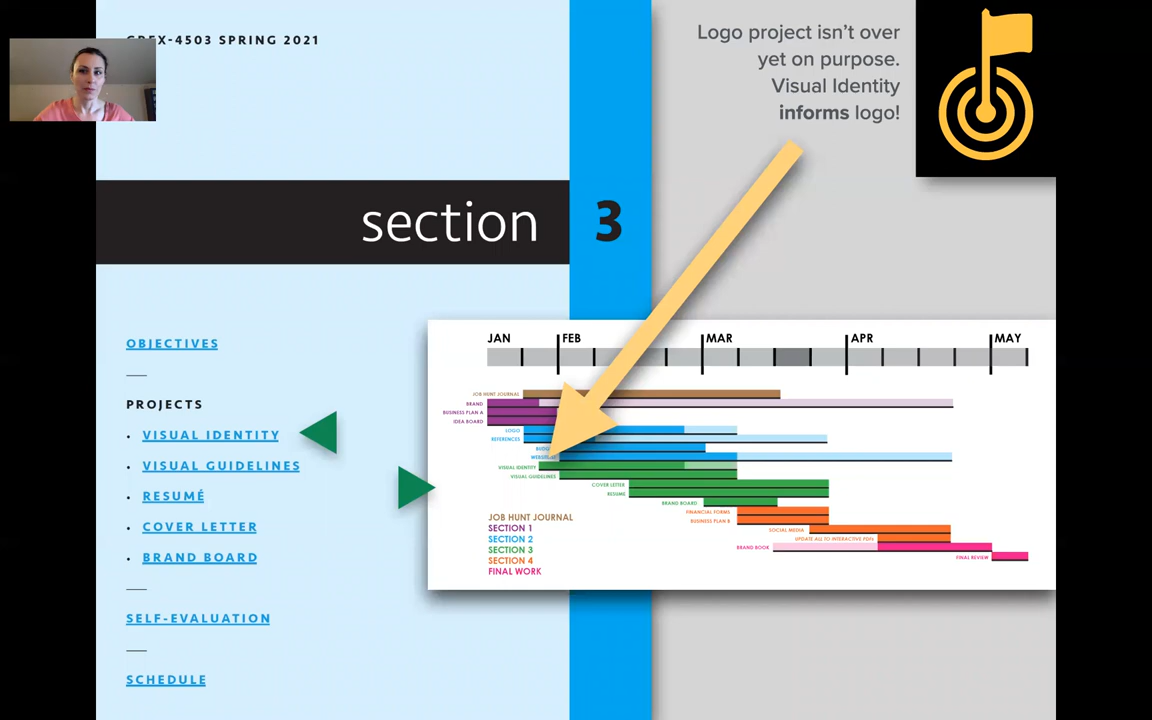 GPEX-4503 SPRING 2021
Logo project isn't over
yet on purpose.
Visual Identity
informs logo!
section 3
OBJECTIVES
PROJECTS
• VISUAL IDENTITY
• VISUAL GUIDELINES
• RESUMÉ
• COVER LETTER
• BRAND BOARD
SELF-EVALUATION
SCHEDULE
JAN FEB MAR APR MAY
JOB HUNT JOURNAL
BRAND
BUSINESS PLAN A
IDEA BOARD
LOGO
REFERENCES
VISUAL IDENTITY
VISUAL GUIDELINES
COVER LETTER
RESUME
BRAND BOARD
FINANCIAL FORMS
BUSINESS PLAN B
SOCIAL MEDIA
UPDATE ALL TO INTERACTIVE PDFs
BRAND BOOK
FINAL REVIEW
JOB HUNT JOURNAL
SECTION 1
SECTION 2
SECTION 3
SECTION 4
FINAL WORK